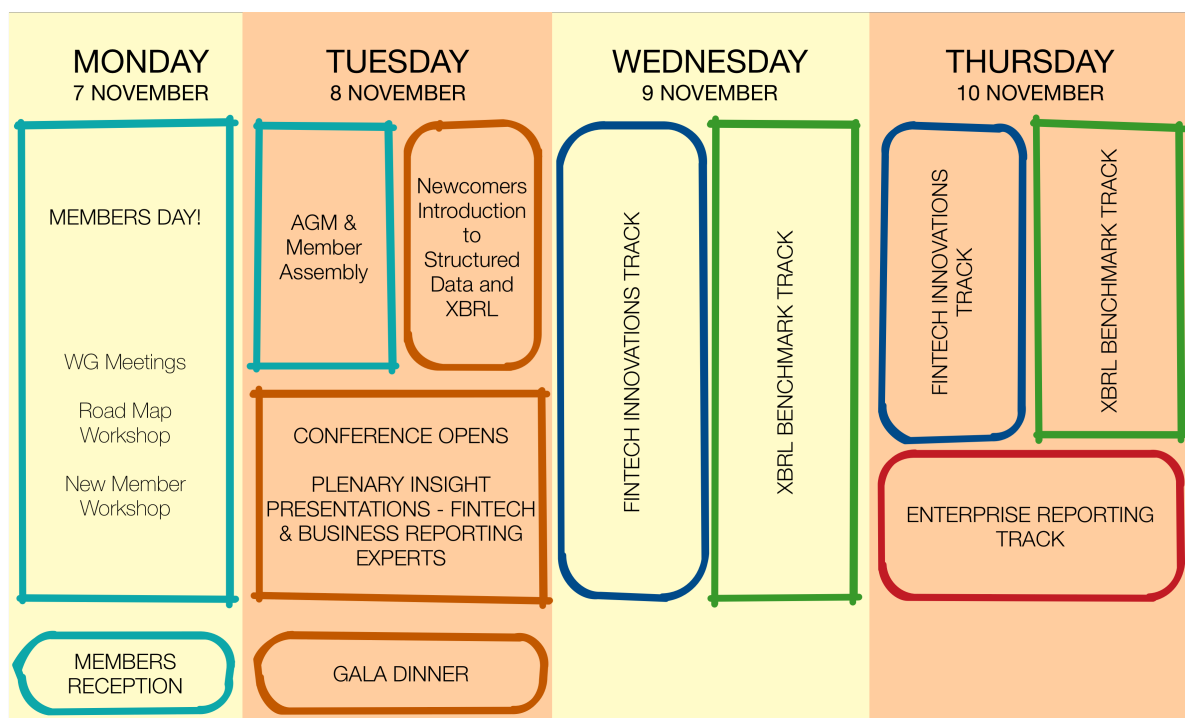 MONDAY
7 NOVEMBER
MEMBERS DAY!
WG Meetings
Road Map
Workshop
New Member
Workshop
MEMBERS
RECEPTION
TUESDAY
8 NOVEMBER
AGM &
Member
Assembly
Newcomers
Introduction
to
Structured
Data and
XBRL
CONFERENCE OPENS
PLENARY INSIGHT
PRESENTATIONS - FINTECH
& BUSINESS REPORTING
EXPERTS
GALA DINNER
WEDNESDAY
9 NOVEMBER
FINTECH INNOVATIONS TRACK
XBRL BENCHMARK TRACK
THURSDAY
10 NOVEMBER
FINTECH INNOVATIONS
TRACK
XBRL BENCHMARK TRACK
ENTERPRISE REPORTING
TRACK